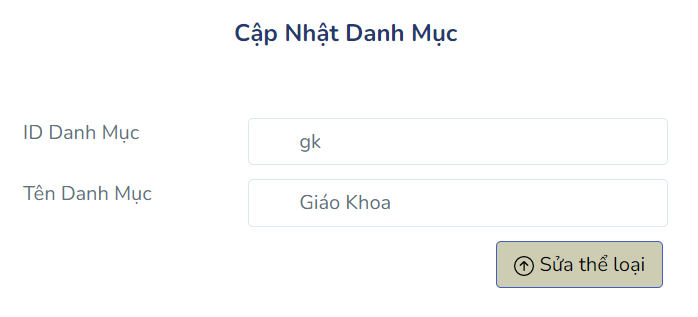 Cập Nhật Danh Mục
ID Danh Mục
gk
Tên Danh Mục
Giáo Khoa
Sửa thể loại